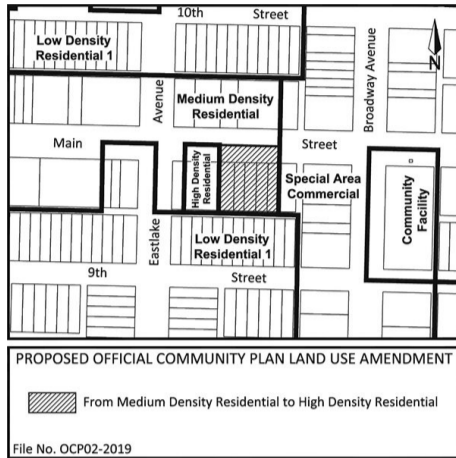 10th Street
Low Density
Residential 1
Broadway Avenue
N
Avenue
Medium Density
Residential
Main
Street
High Density
Residential
Special Area
Commercial
Community
Facility
Eastlake
Low Density
Residential 1
9th
Street
PROPOSED OFFICIAL COMMUNITY PLAN LAND USE AMENDMENT
From Medium Density Residential to High Density Residential
File No. OCP02-2019